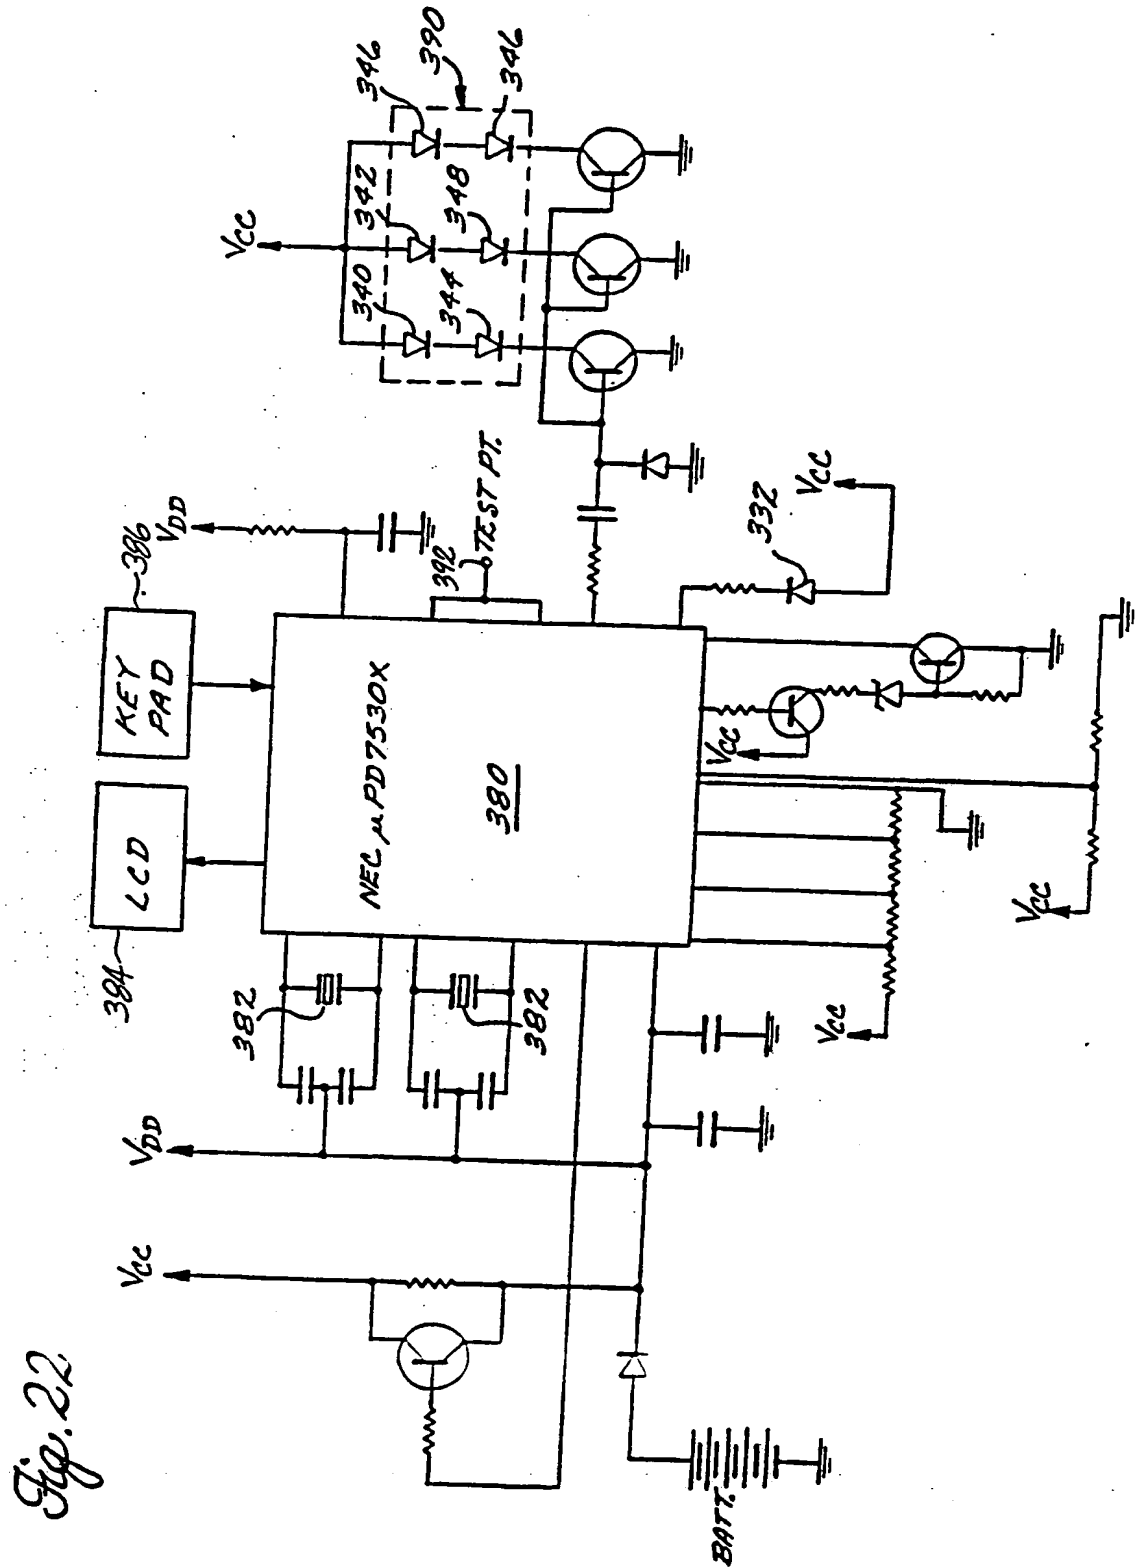 Fig. 22
VCC
VDD
384
LCD
KEY
PAD
386
VDD
382
382
NEC μPD7530X
380
392
TEST PT.
VCC
340
342
346
390
344
348
346
BATT.
VCC
VCC
VCC
332
VCC